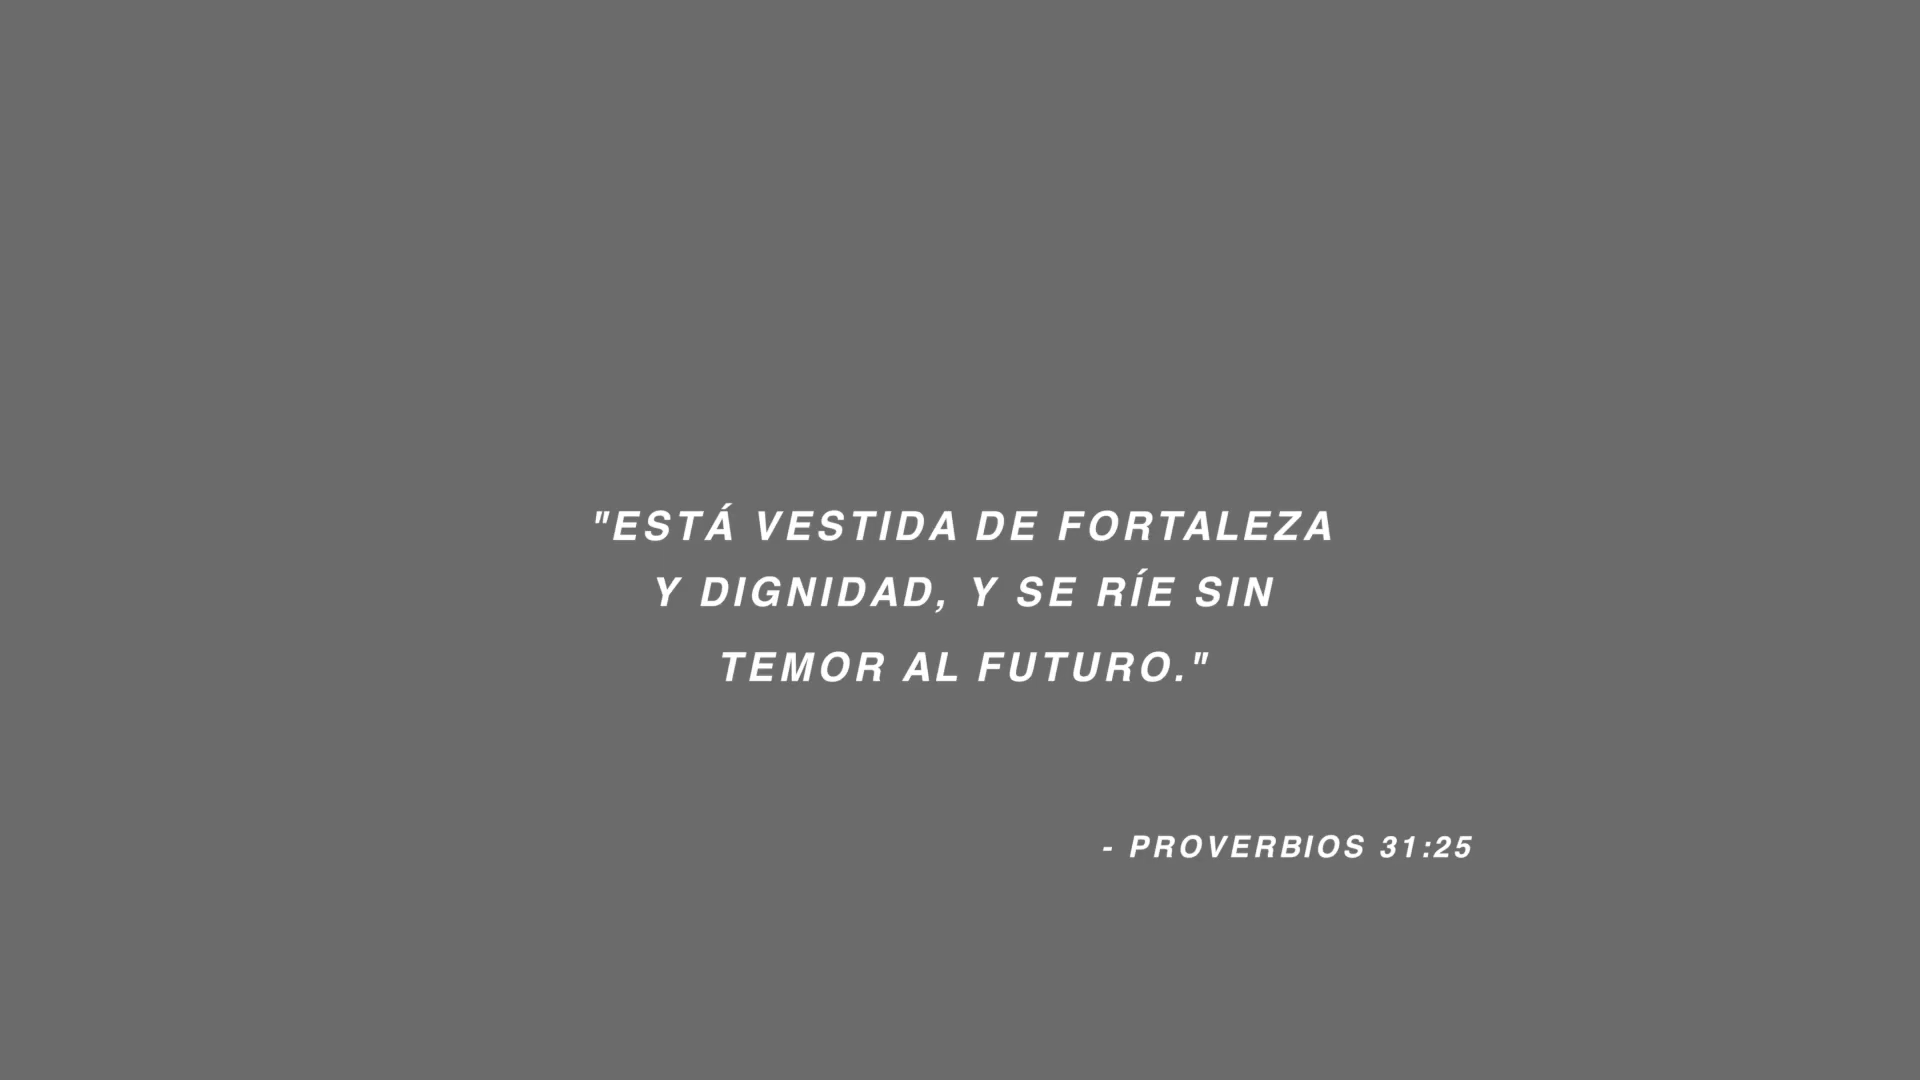 "ESTÁ VESTIDA DE FORTALEZA
Y DIGNIDAD, Y SE RÍE SIN
TEMOR AL FUTURO."
- PROVERBIOS 31:25